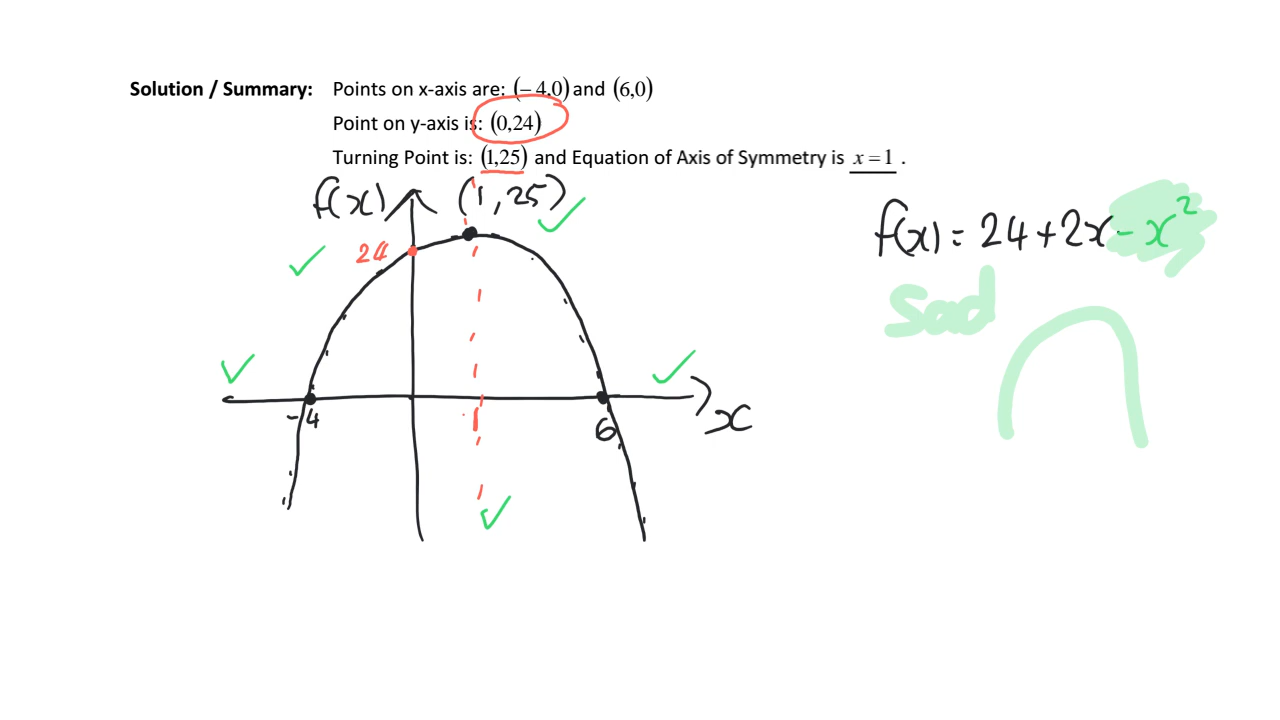 Solution / Summary: Points on x-axis are: (−4,0) and (6,0)
Point on y-axis is: (0,24)
Turning Point is: (1,25) and Equation of Axis of Symmetry is x = 1 .
f(x) (1,25)
f(x) = 24+2x-x²
24
Sad
-4
6
x